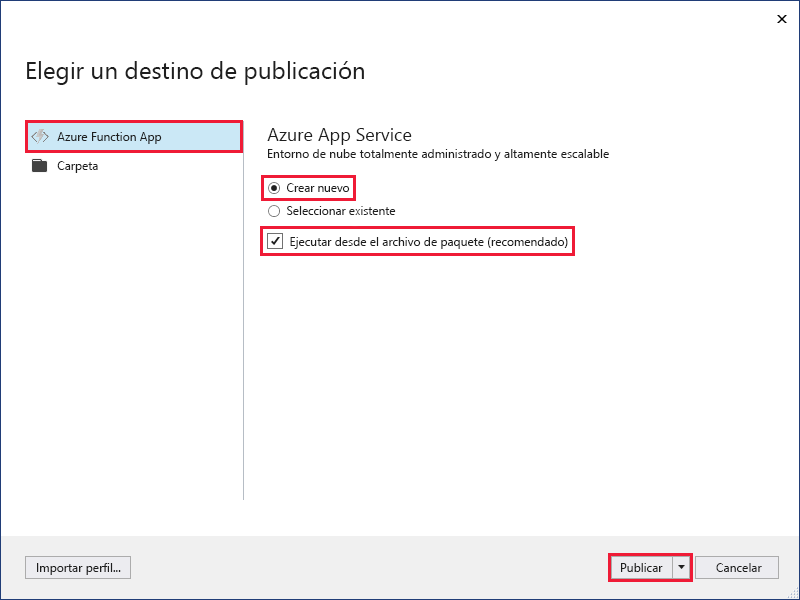 Elegir un destino de publicación
Azure Function App
Carpeta
Azure App Service
Entorno de nube totalmente administrado y altamente escalable
Crear nuevo
Seleccionar existente
Ejecutar desde el archivo de paquete (recomendado)
Importar perfil...
Publicar
Cancelar